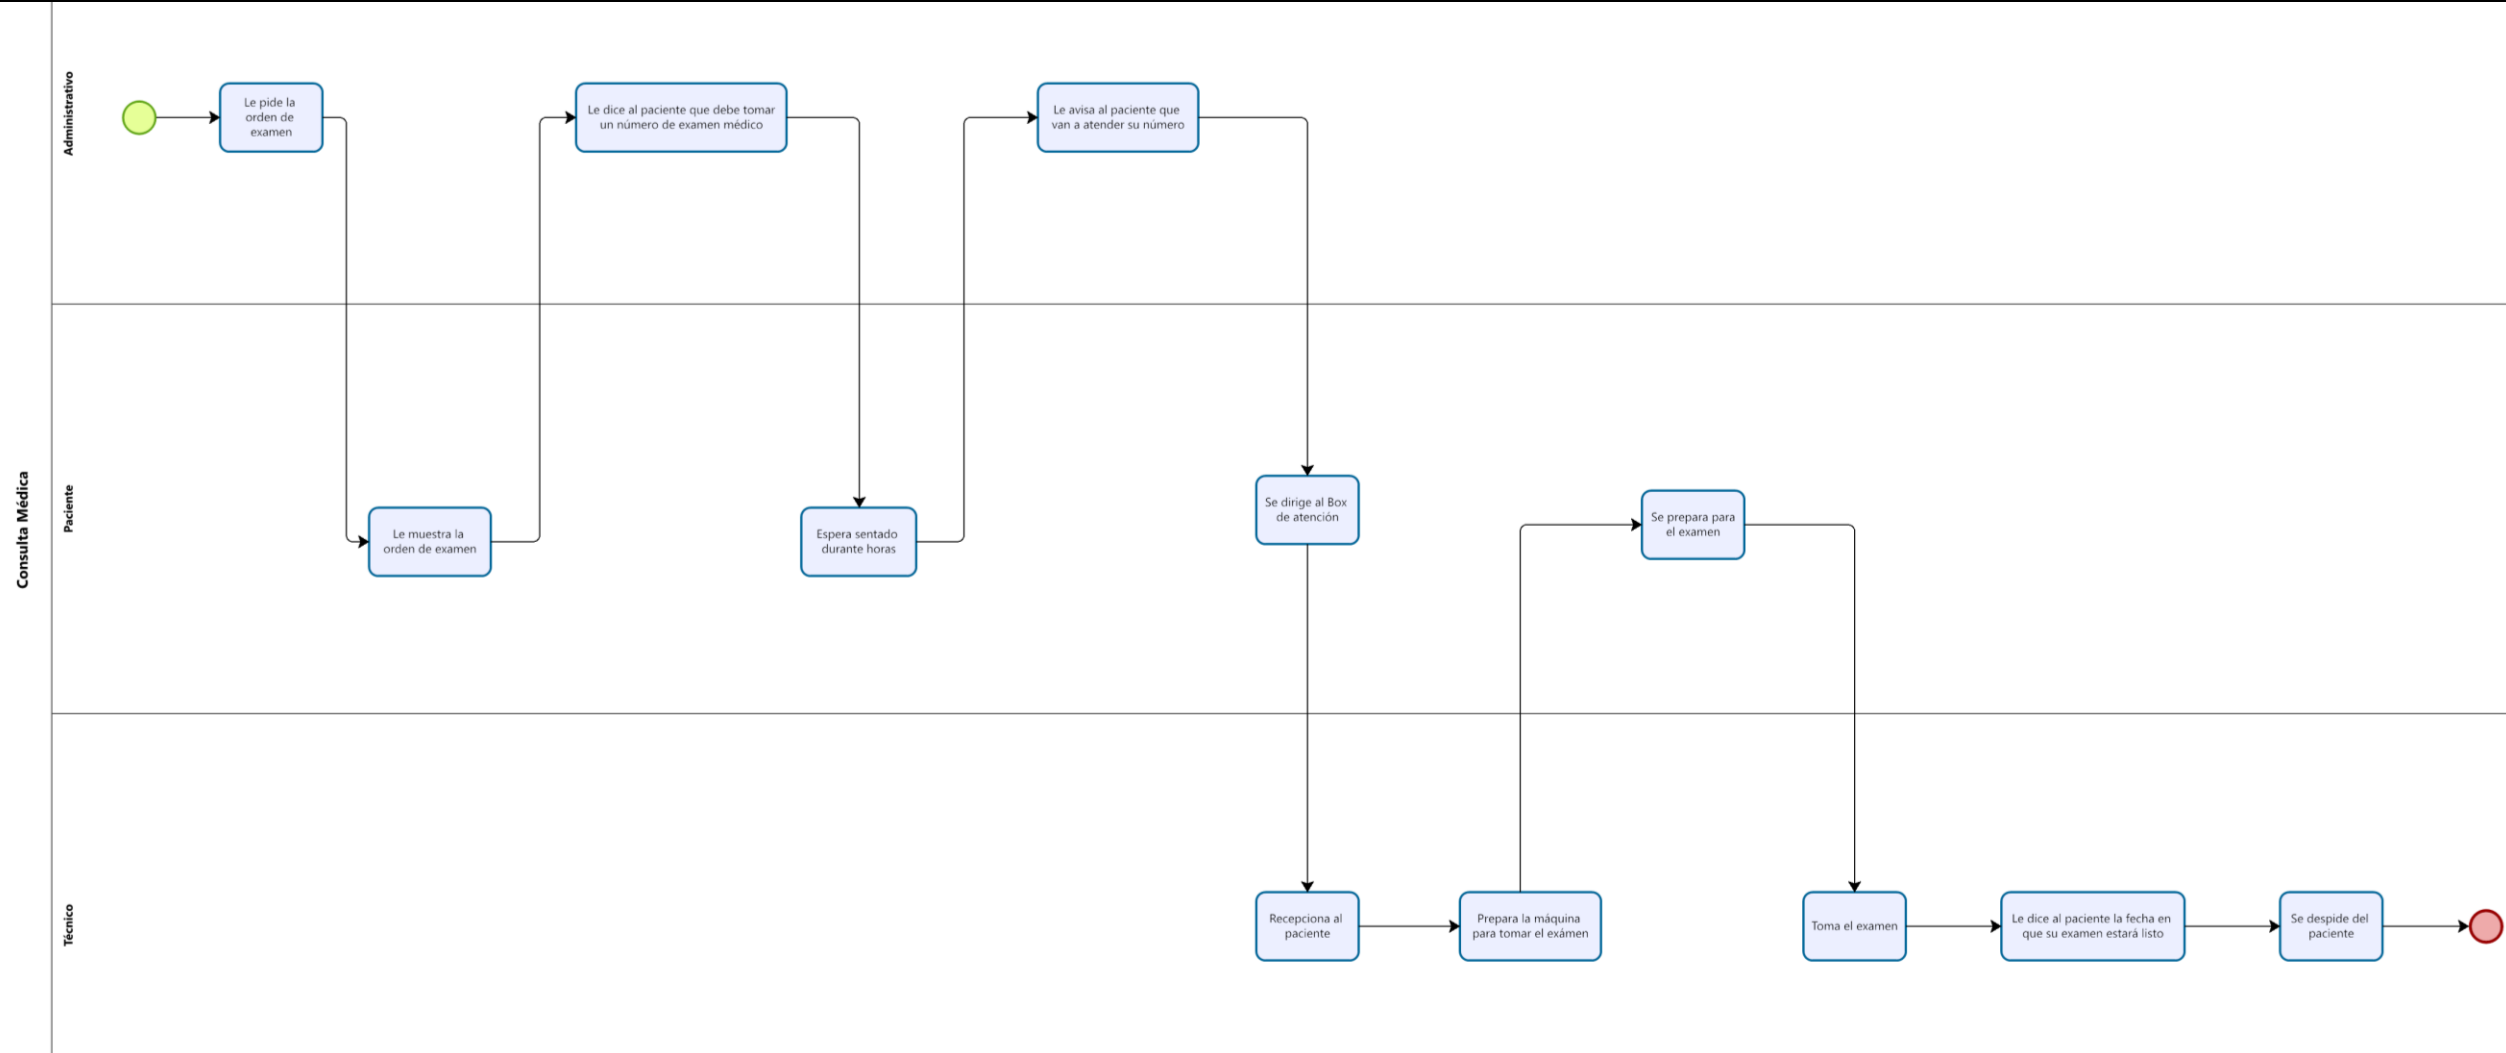 Consulta Médica
Administrativo
Le pide la
orden de
examen
Le dice al paciente que debe tomar
un número de examen médico
Le avisa al paciente que
van a atender su número
Paciente
Le muestra la
orden de examen
Espera sentado
durante horas
Se dirige al Box
de atención
Se prepara para
el examen
Técnico
Recepciona al
paciente
Prepara la máquina
para tomar el exámen
Toma el examen
Le dice al paciente la fecha en
que su examen estará listo
Se despide del
paciente